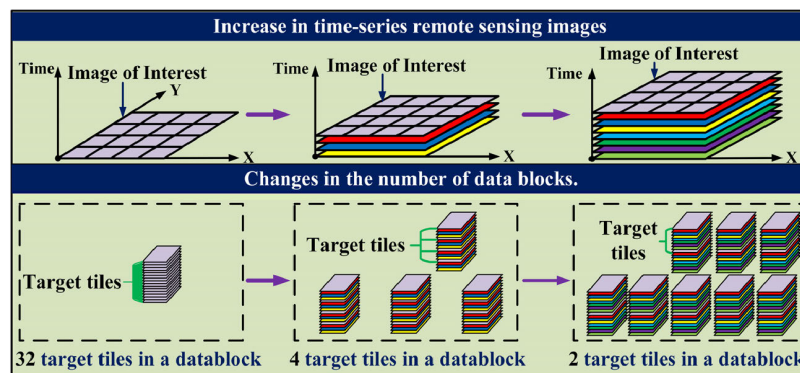 Increase in time-series remote sensing images
Time
Image of Interest
Y
X
Time
Image of Interest
X
Time
Image of Interest
X
Changes in the number of data blocks.
Target tiles
32 target tiles in a datablock
Target tiles
4 target tiles in a datablock
Target
tiles
2 target tiles in a datablock